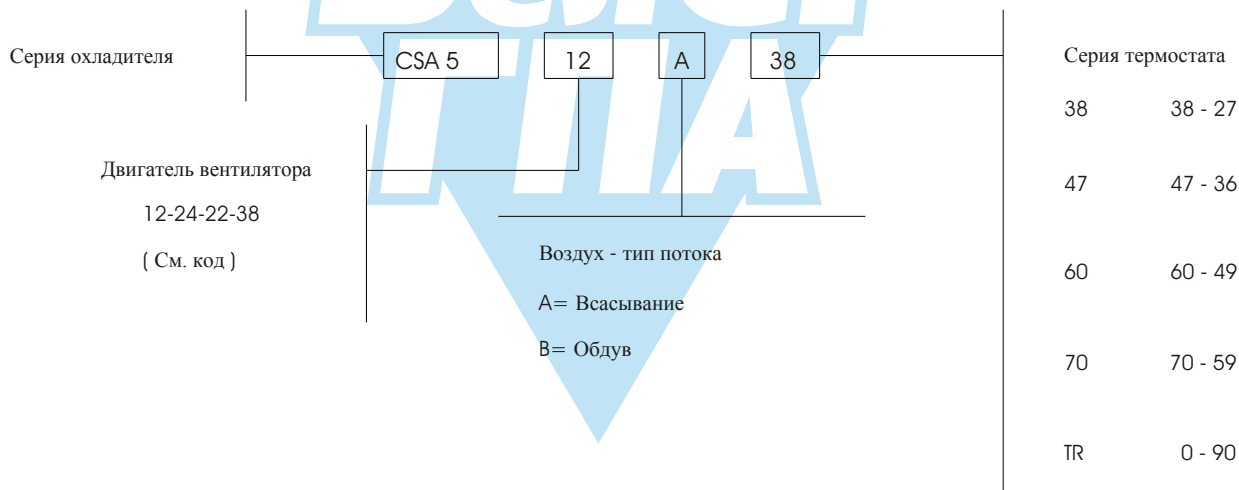 Серия охладителя
CSA 5 12 A 38
Серия термостата
38 38 - 27
Двигатель вентилятора
47 47 - 36
12-24-22-38
( См. код )
Воздух - тип потока
60 60 - 49
A= Всасывание
B= Обдув
70 70 - 59
TR 0 - 90